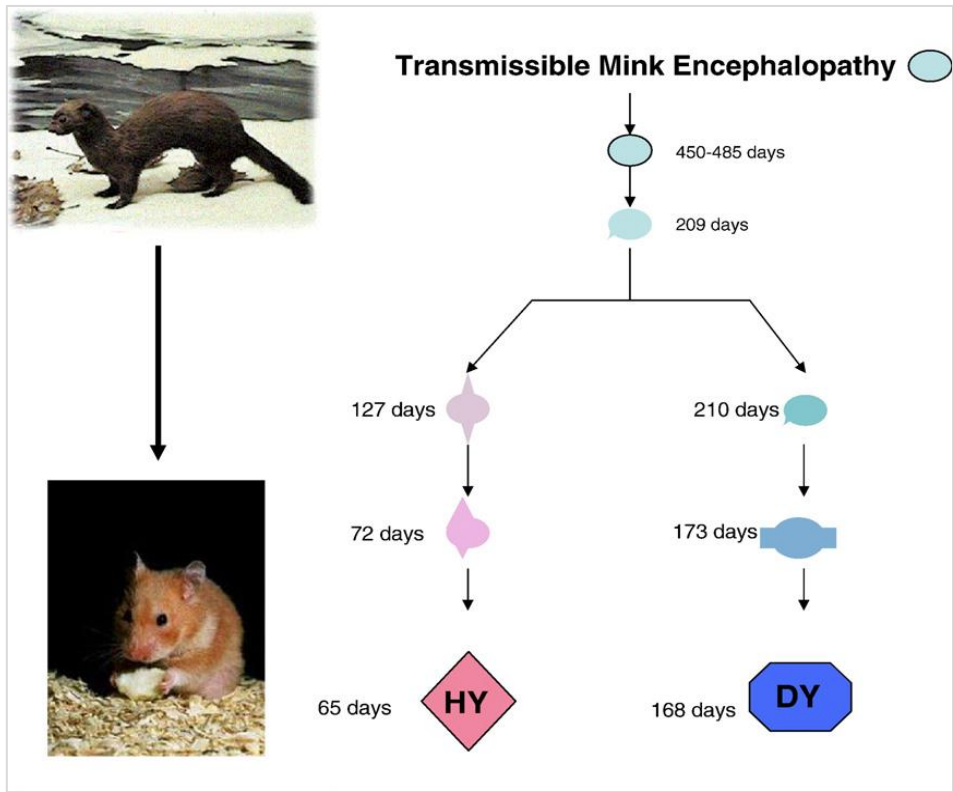 Transmissible Mink Encephalopathy
450-485 days
209 days
127 days
210 days
72 days
173 days
65 days
HY
168 days
DY